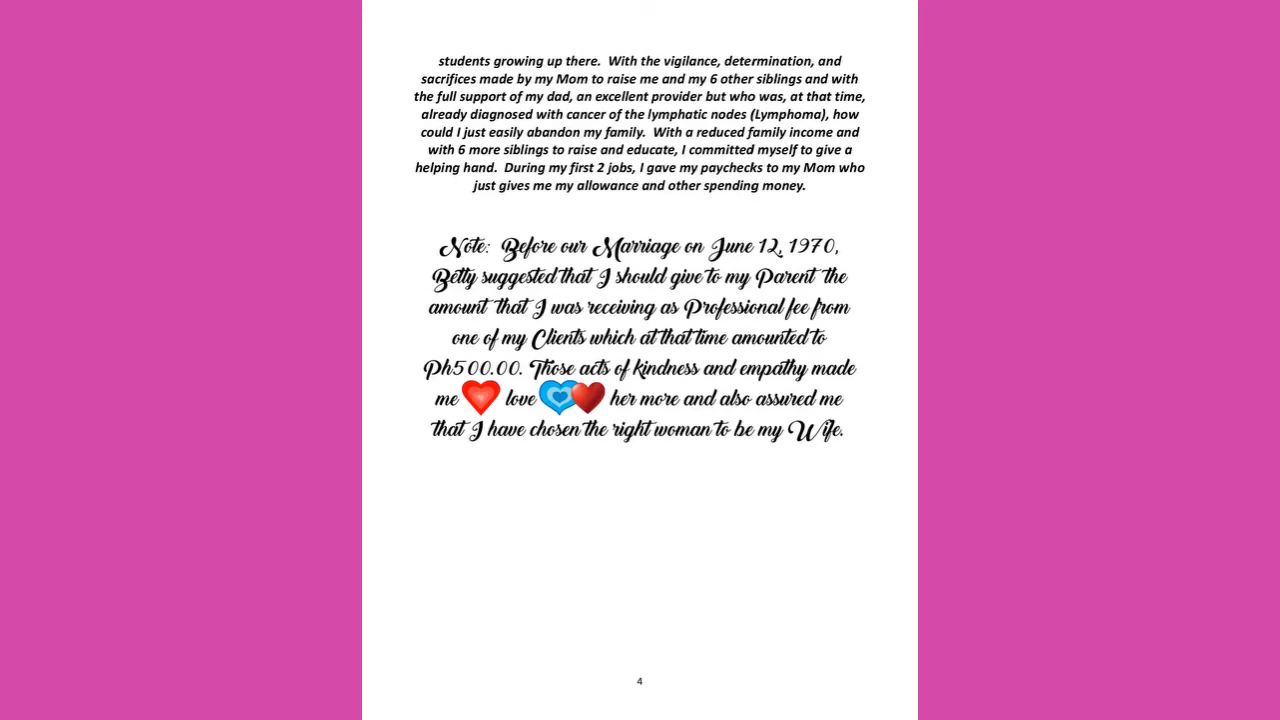 students growing up there.  With the vigilance, determination, and
sacrifices made by my Mom to raise me and my 6 other siblings and with
the full support of my dad, an excellent provider but who was, at that time,
already diagnosed with cancer of the lymphatic nodes (Lymphoma), how
could I just easily abandon my family.  With a reduced family income and
with 6 more siblings to raise and educate, I committed myself to give a
helping hand.  During my first 2 jobs, I gave my paychecks to my Mom who
just gives me my allowance and other spending money.
Note:  Before our Marriage on June 12, 1970,
Betty suggested that I should give to my Parent the
amount that I was receiving as Professional fee from
one of my Clients which at that time amounted to
Ph500.00. Those acts of kindness and empathy made
me love her more and also assured me
that I have chosen the right woman to be my Wife.
4